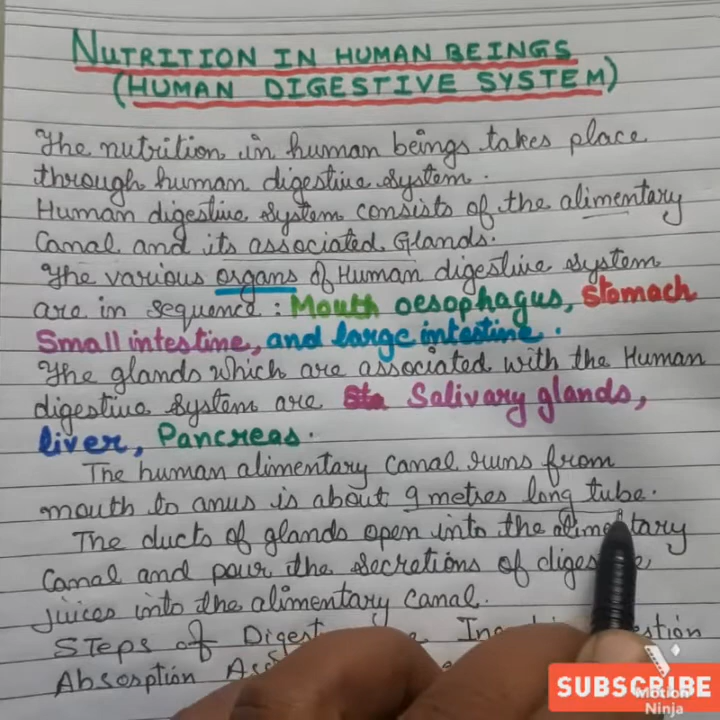 NUTRITION IN HUMAN BEINGS
(HUMAN DIGESTIVE SYSTEM)
The nutrition in human beings takes place
through human digestive system.
Human digestive system consists of the alimentary
Canal and its associated Glands.
The various organs of Human digestive system
are in sequence: Mouth oesophagus, Stomach
Small intestine, and large intestine.
The glands which are associated with the Human
digestive system are Salivary glands,
liver, Pancreas.
The human alimentary canal runs from
mouth to anus is about 9 metres long tube.
The ducts of glands open into the alimentary
Canal and pour the secretions of
juices into the alimentary canal.
Steps of
Absorption
SUBSCRIBE
Motion
Ninja